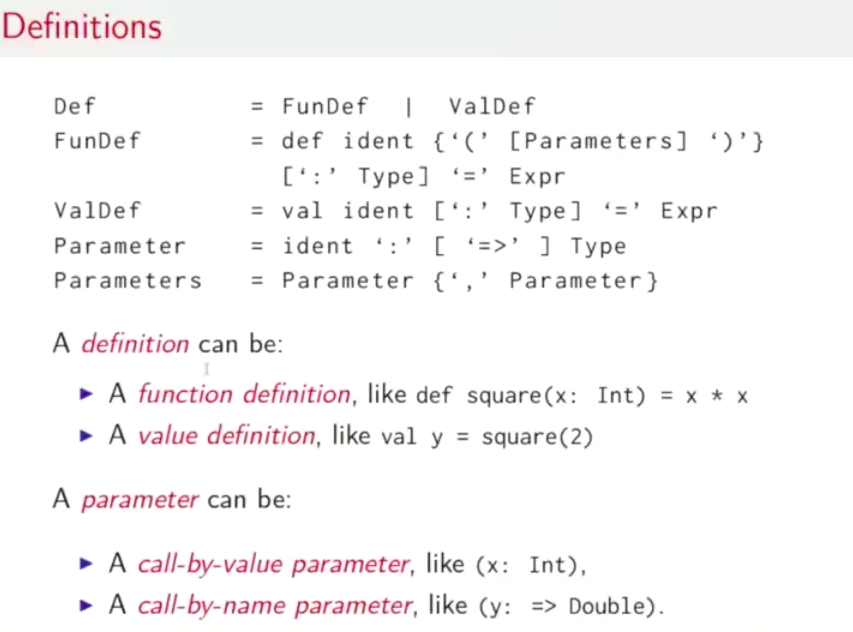 Definitions
Def = FunDef | ValDef
FunDef = def ident {‘(’ [Parameters] ‘)’}
[‘:’ Type] ‘=’ Expr
ValDef = val ident [‘:’ Type] ‘=’ Expr
Parameter = ident ‘:’ [ ‘=>’ ] Type
Parameters = Parameter {‘,’ Parameter}
A definition can be:
▶ A function definition, like def square(x: Int) = x * x
▶ A value definition, like val y = square(2)
A parameter can be:
▶ A call-by-value parameter, like (x: Int),
▶ A call-by-name parameter, like (y: => Double).